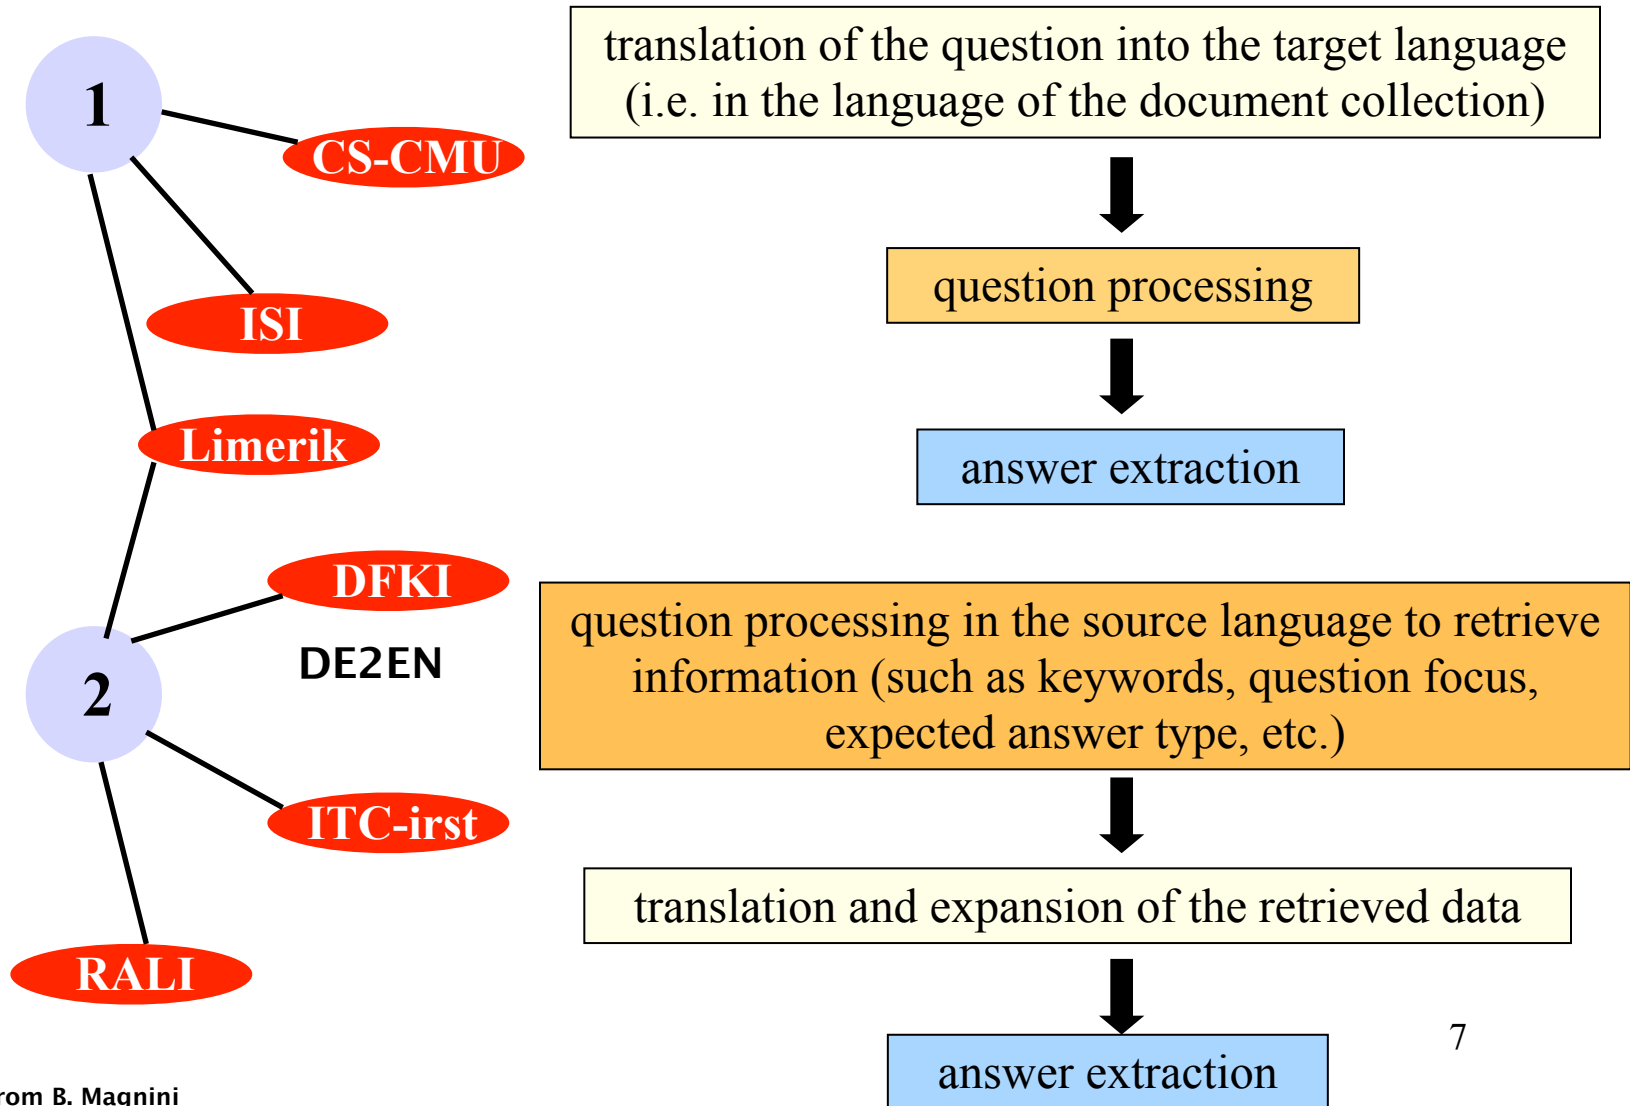 1
CS-CMU
ISI
Limerik
translation of the question into the target language
(i.e. in the language of the document collection)
question processing
answer extraction
2
DFKI
DE2EN
ITC-irst
RALI
question processing in the source language to retrieve
information (such as keywords, question focus,
expected answer type, etc.)
translation and expansion of the retrieved data
answer extraction
7
rom B. Magnini